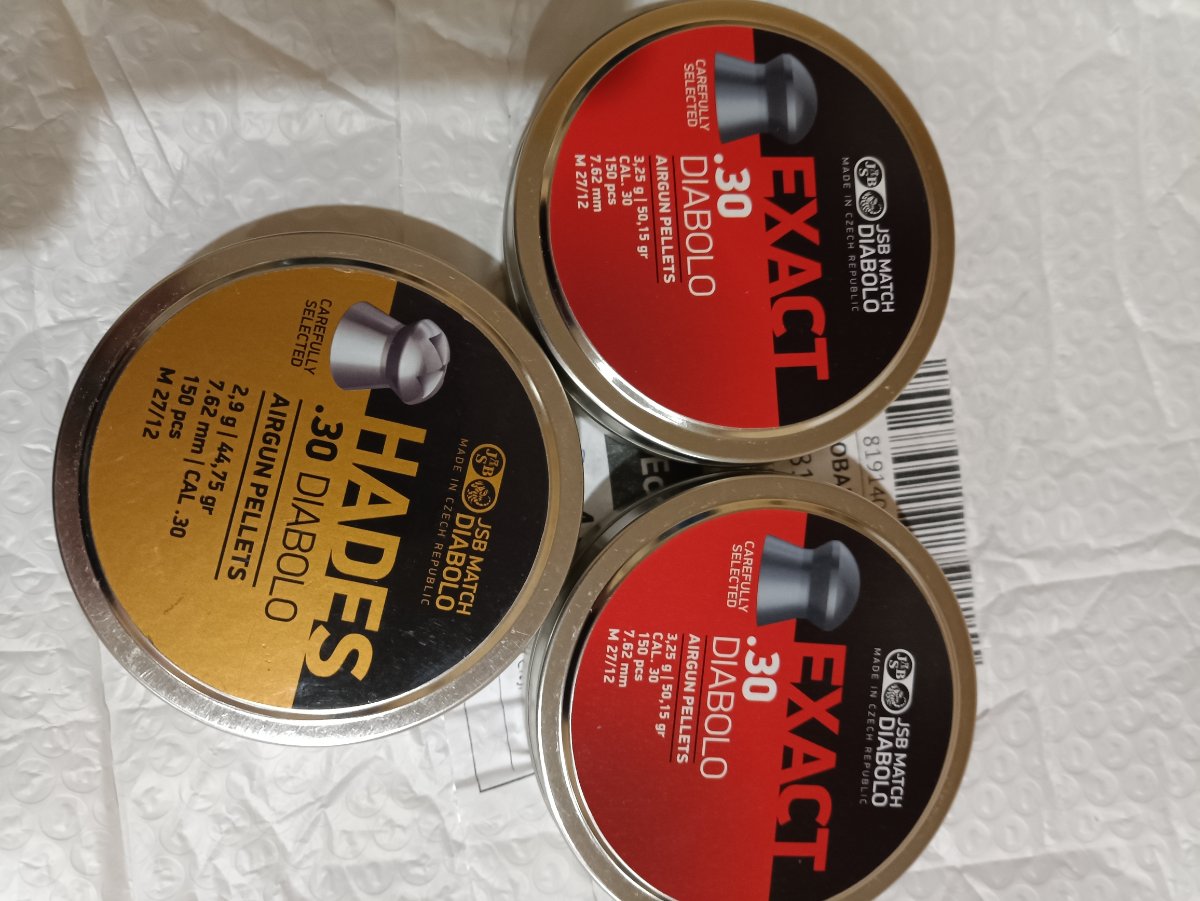 JSB
JSB MATCH
DIABOLO
MADE IN CZECH REPUBLIC
EXACT
.30
DIABOLO
AIRGUN PELLETS
3,25 g | 50,15 gr
CAL. 30
150 pcs
7.62 mm
M 27/12
CAREFULLY
SELECTED
JSB
JSB MATCH
DIABOLO
MADE IN CZECH REPUBLIC
HADES
.30 DIABOLO
AIRGUN PELLETS
2,9 g | 44,75 gr
7.62 mm | CAL .30
150 pcs
M 27/12
CAREFULLY
SELECTED
JSB
JSB MATCH
DIABOLO
MADE IN CZECH REPUBLIC
EXACT
.30
DIABOLO
AIRGUN PELLETS
3,25 g | 50,15 gr
CAL. 30
150 pcs
7.62 mm
M 27/12
CAREFULLY
SELECTED